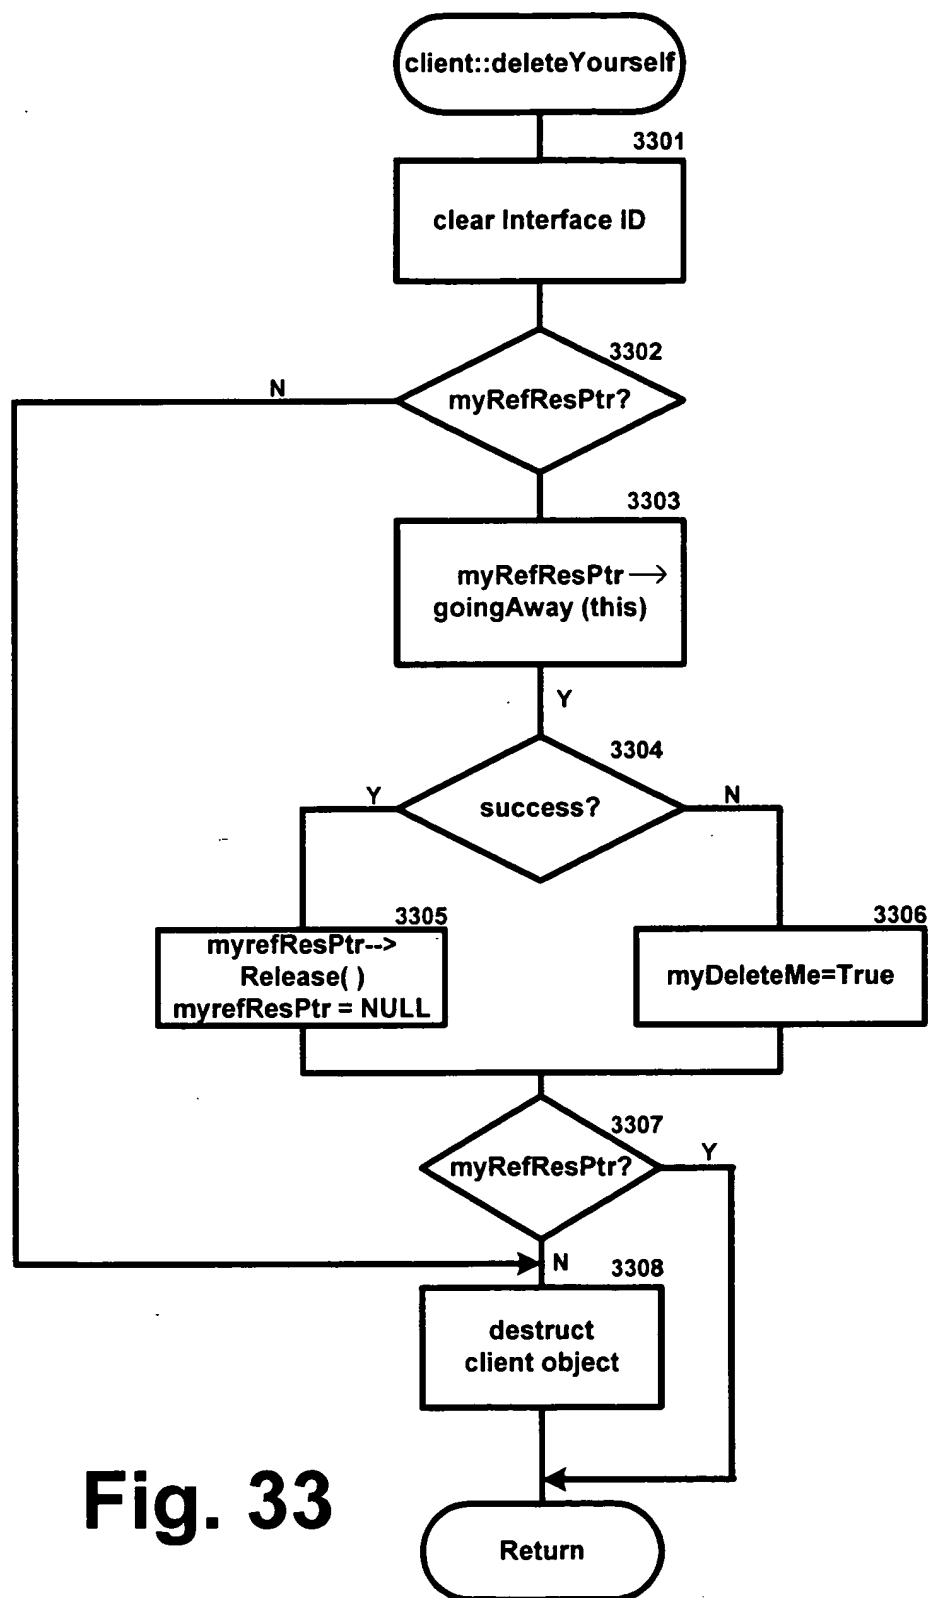 client::deleteYourself
3301
clear Interface ID
3302
N
myRefResPtr?
3303
myRefResPtr →
goingAway (this)
Y
3304
Y
success?
N
3305
myrefResPtr-->
Release( )
myrefResPtr = NULL
3306
myDeleteMe=True
3307
myRefResPtr?
Y
N
3308
destruct
client object
Fig. 33
Return